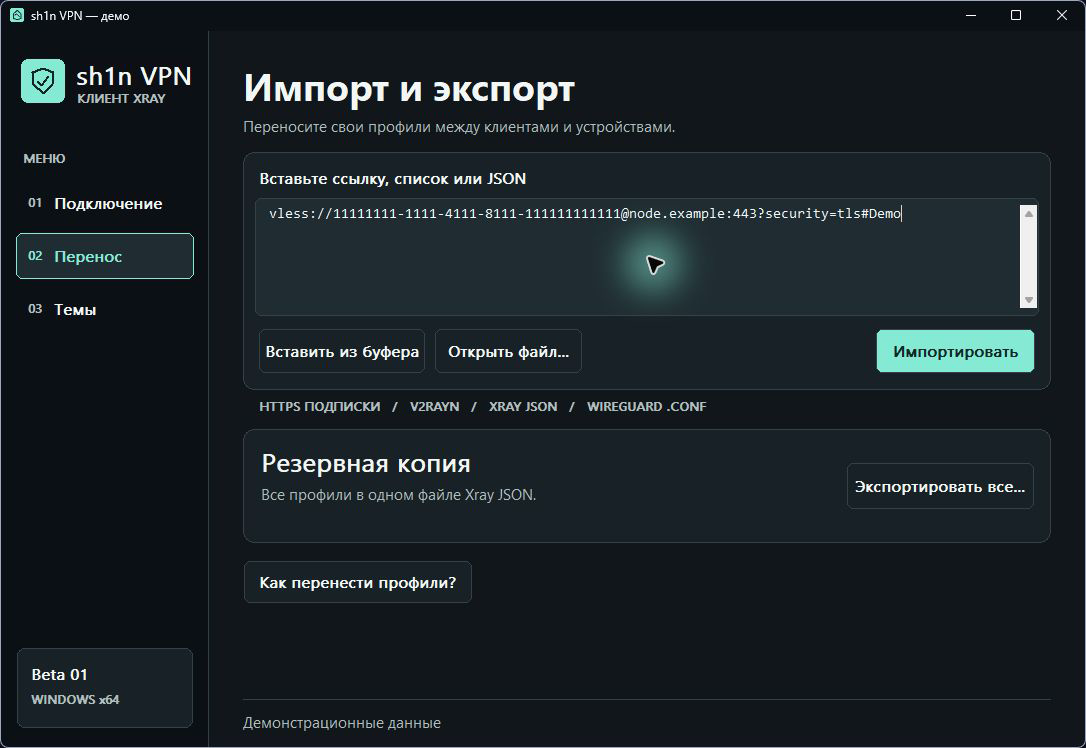 sh1n VPN — демо
sh1n VPN
КЛИЕНТ XRAY
МЕНЮ
01 Подключение
02 Перенос
03 Темы
Beta 01
WINDOWS x64
Импорт и экспорт
Переносите свои профили между клиентами и устройствами.
Вставьте ссылку, список или JSON
vless://11111111-1111-4111-8111-111111111111@node.example:443?security=tls#Demo
Вставить из буфера
Открыть файл...
Импортировать
HTTPS ПОДПИСКИ / V2RAYN / XRAY JSON / WIREGUARD .CONF
Резервная копия
Все профили в одном файле Xray JSON.
Экспортировать все...
Как перенести профили?
Демонстрационные данные